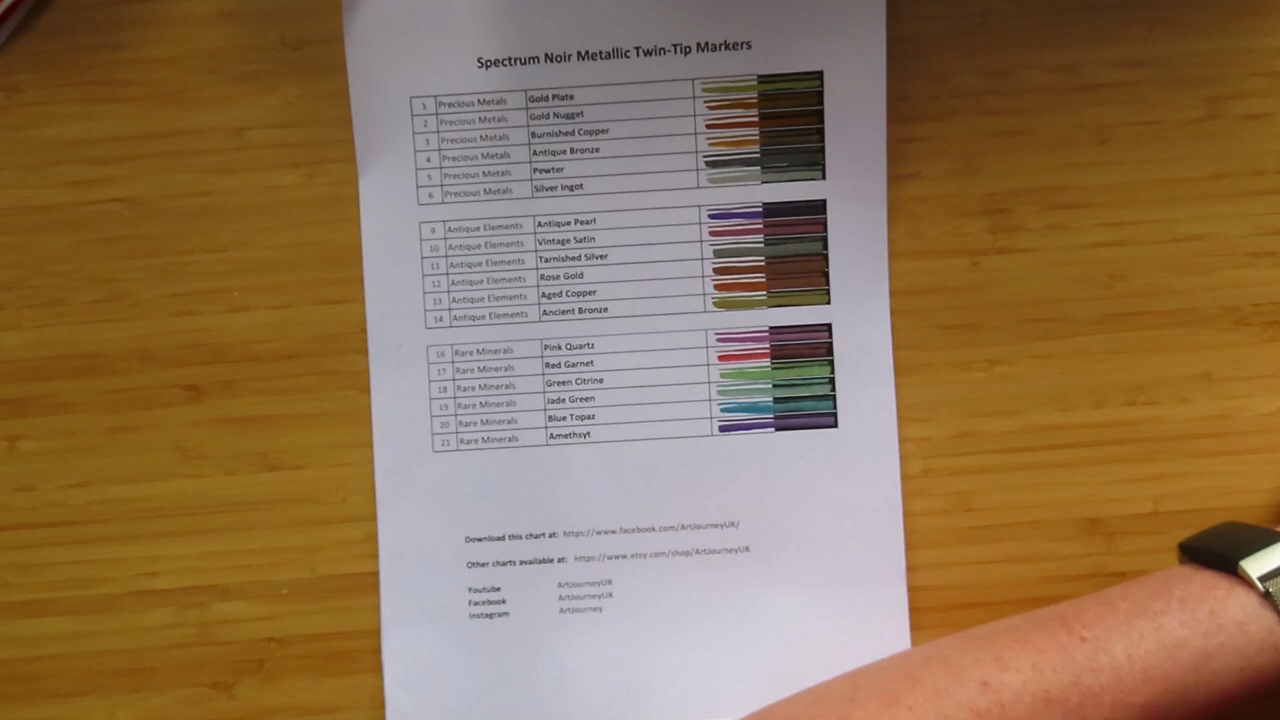 Spectrum Noir Metallic Twin-Tip Markers
1 Precious Metals Gold Plate
2 Precious Metals Gold Nugget
3 Precious Metals Burnished Copper
4 Precious Metals Antique Bronze
5 Precious Metals Pewter
6 Precious Metals Silver Ingot
9 Antique Elements Antique Pearl
10 Antique Elements Vintage Satin
11 Antique Elements Tarnished Silver
12 Antique Elements Rose Gold
13 Antique Elements Aged Copper
14 Antique Elements Ancient Bronze
16 Rare Minerals Pink Quartz
17 Rare Minerals Red Garnet
18 Rare Minerals Green Citrine
19 Rare Minerals Jade Green
20 Rare Minerals Blue Topaz
21 Rare Minerals Amethsyt
Download this chart at: https://www.facebook.com/ArtJourneyUK/
Other charts available at: https://www.etsy.com/shop/ArtJourneyUK
Youtube ArtJourneyUK
Facebook ArtJourneyUK
Instagram ArtJourney